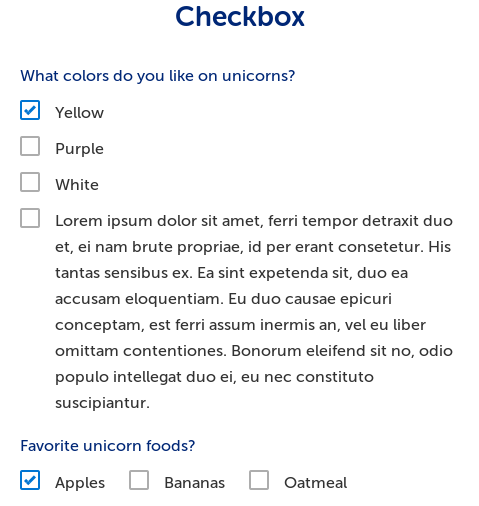 Checkbox
What colors do you like on unicorns?
Yellow
Purple
White
Lorem ipsum dolor sit amet, ferri tempor detraxit duo
et, ei nam brute propriae, id per erant consetetur. His
tantas sensibus ex. Ea sint expetenda sit, duo ea
accusam eloquentiam. Eu duo causae epicuri
conceptam, est ferri assum inermis an, vel eu liber
omittam contentiones. Bonorum eleifend sit no, odio
populo intellegat duo ei, eu nec constituto
suscipiantur.
Favorite unicorn foods?
Apples Bananas Oatmeal